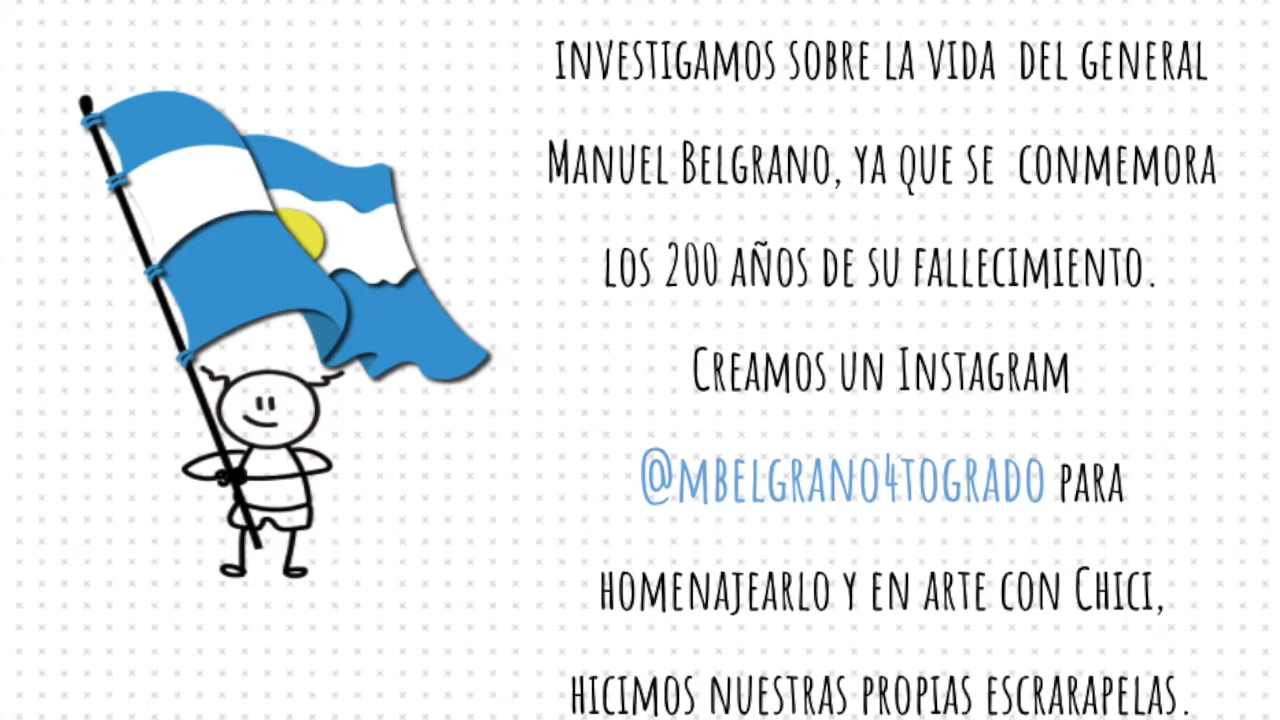 investigamos sobre la vida del general
Manuel Belgrano, ya que se conmemora
los 200 años de su fallecimiento.
Creamos un Instagram
@mbelgrano4togrado para
homenajearlo y en arte con Chici,
hicimos nuestras propias escrarapelas.